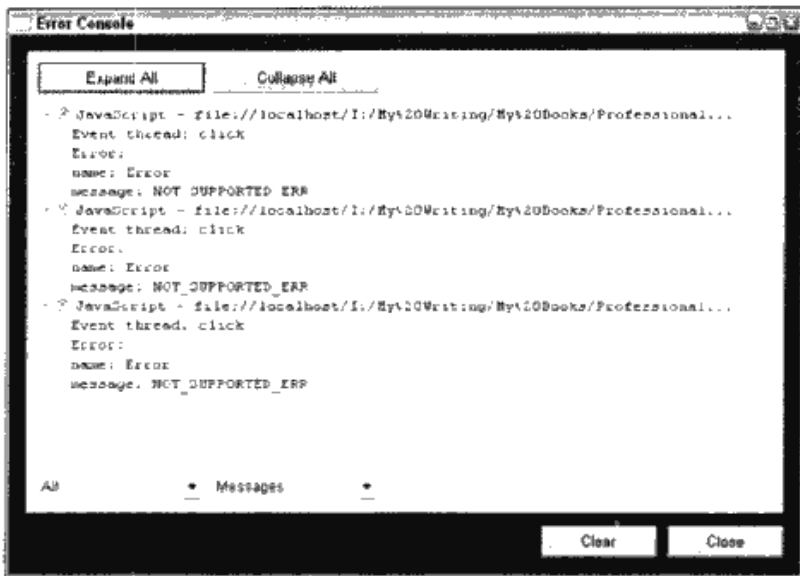 Error Console
Expand All Collapse All
JavaScript - file://localhost/I:/My%20Writing/My%20Books/Professional...
Event thread: click
Error:
name: Error
message: NOT_SUPPORTED_ERR
JavaScript - file://localhost/I:/My%20Writing/My%20Books/Professional...
Event thread: click
Error:
name: Error
message: NOT_SUPPORTED_ERR
JavaScript - file://localhost/I:/My%20Writing/My%20Books/Professional...
Event thread: click
Error:
name: Error
message: NOT_SUPPORTED_ERR
All Messages
Clear Close